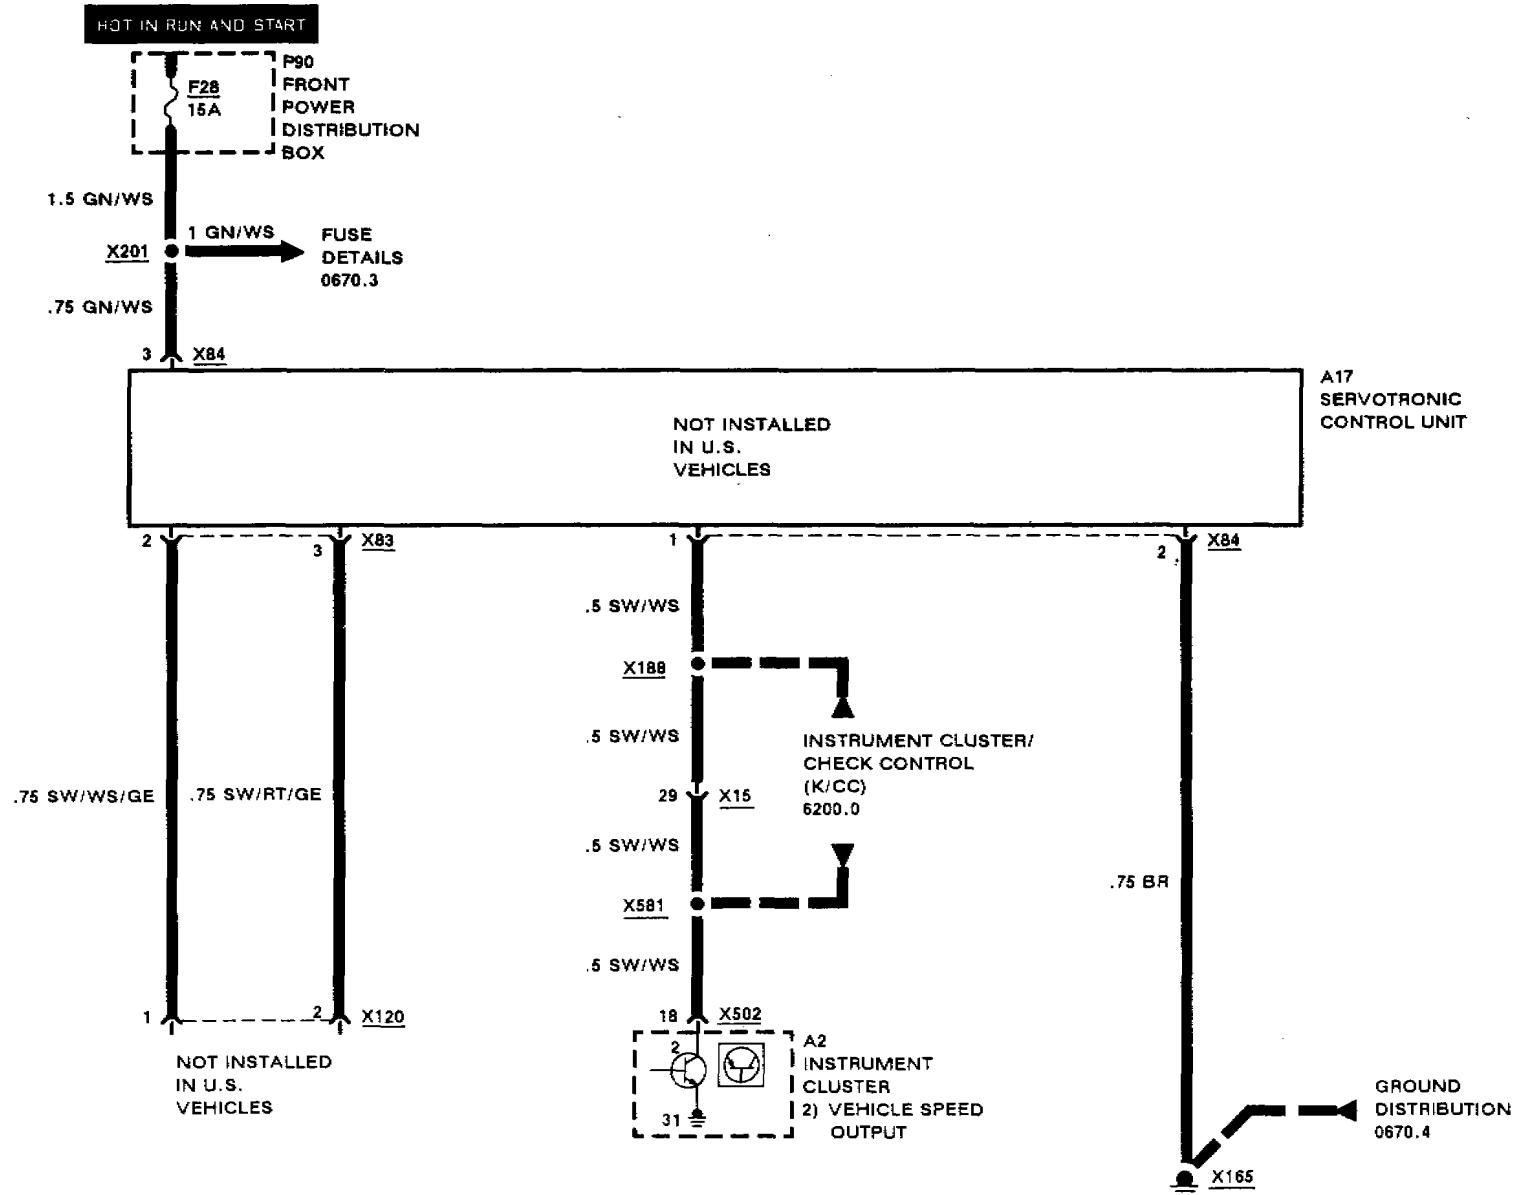 HOT IN RUN AND START
P90
FRONT
POWER
DISTRIBUTION
BOX
F28
15A
1.5 GN/WS
1 GN/WS
X201
FUSE
DETAILS
0670.3
.75 GN/WS
3
X84
NOT INSTALLED
IN U.S.
VEHICLES
A17
SERVOTRONIC
CONTROL UNIT
2
3
X83
1
2
X84
.5 SW/WS
X188
.5 SW/WS
INSTRUMENT CLUSTER/
CHECK CONTROL
(K/CC)
6200.0
.75 SW/WS/GE
.75 SW/RT/GE
29
X15
.5 SW/WS
.75 BR
X581
.5 SW/WS
1
2
X120
18
X502
NOT INSTALLED
IN U.S.
VEHICLES
2
31
A2
INSTRUMENT
CLUSTER
2) VEHICLE SPEED
OUTPUT
GROUND
DISTRIBUTION
0670.4
X165